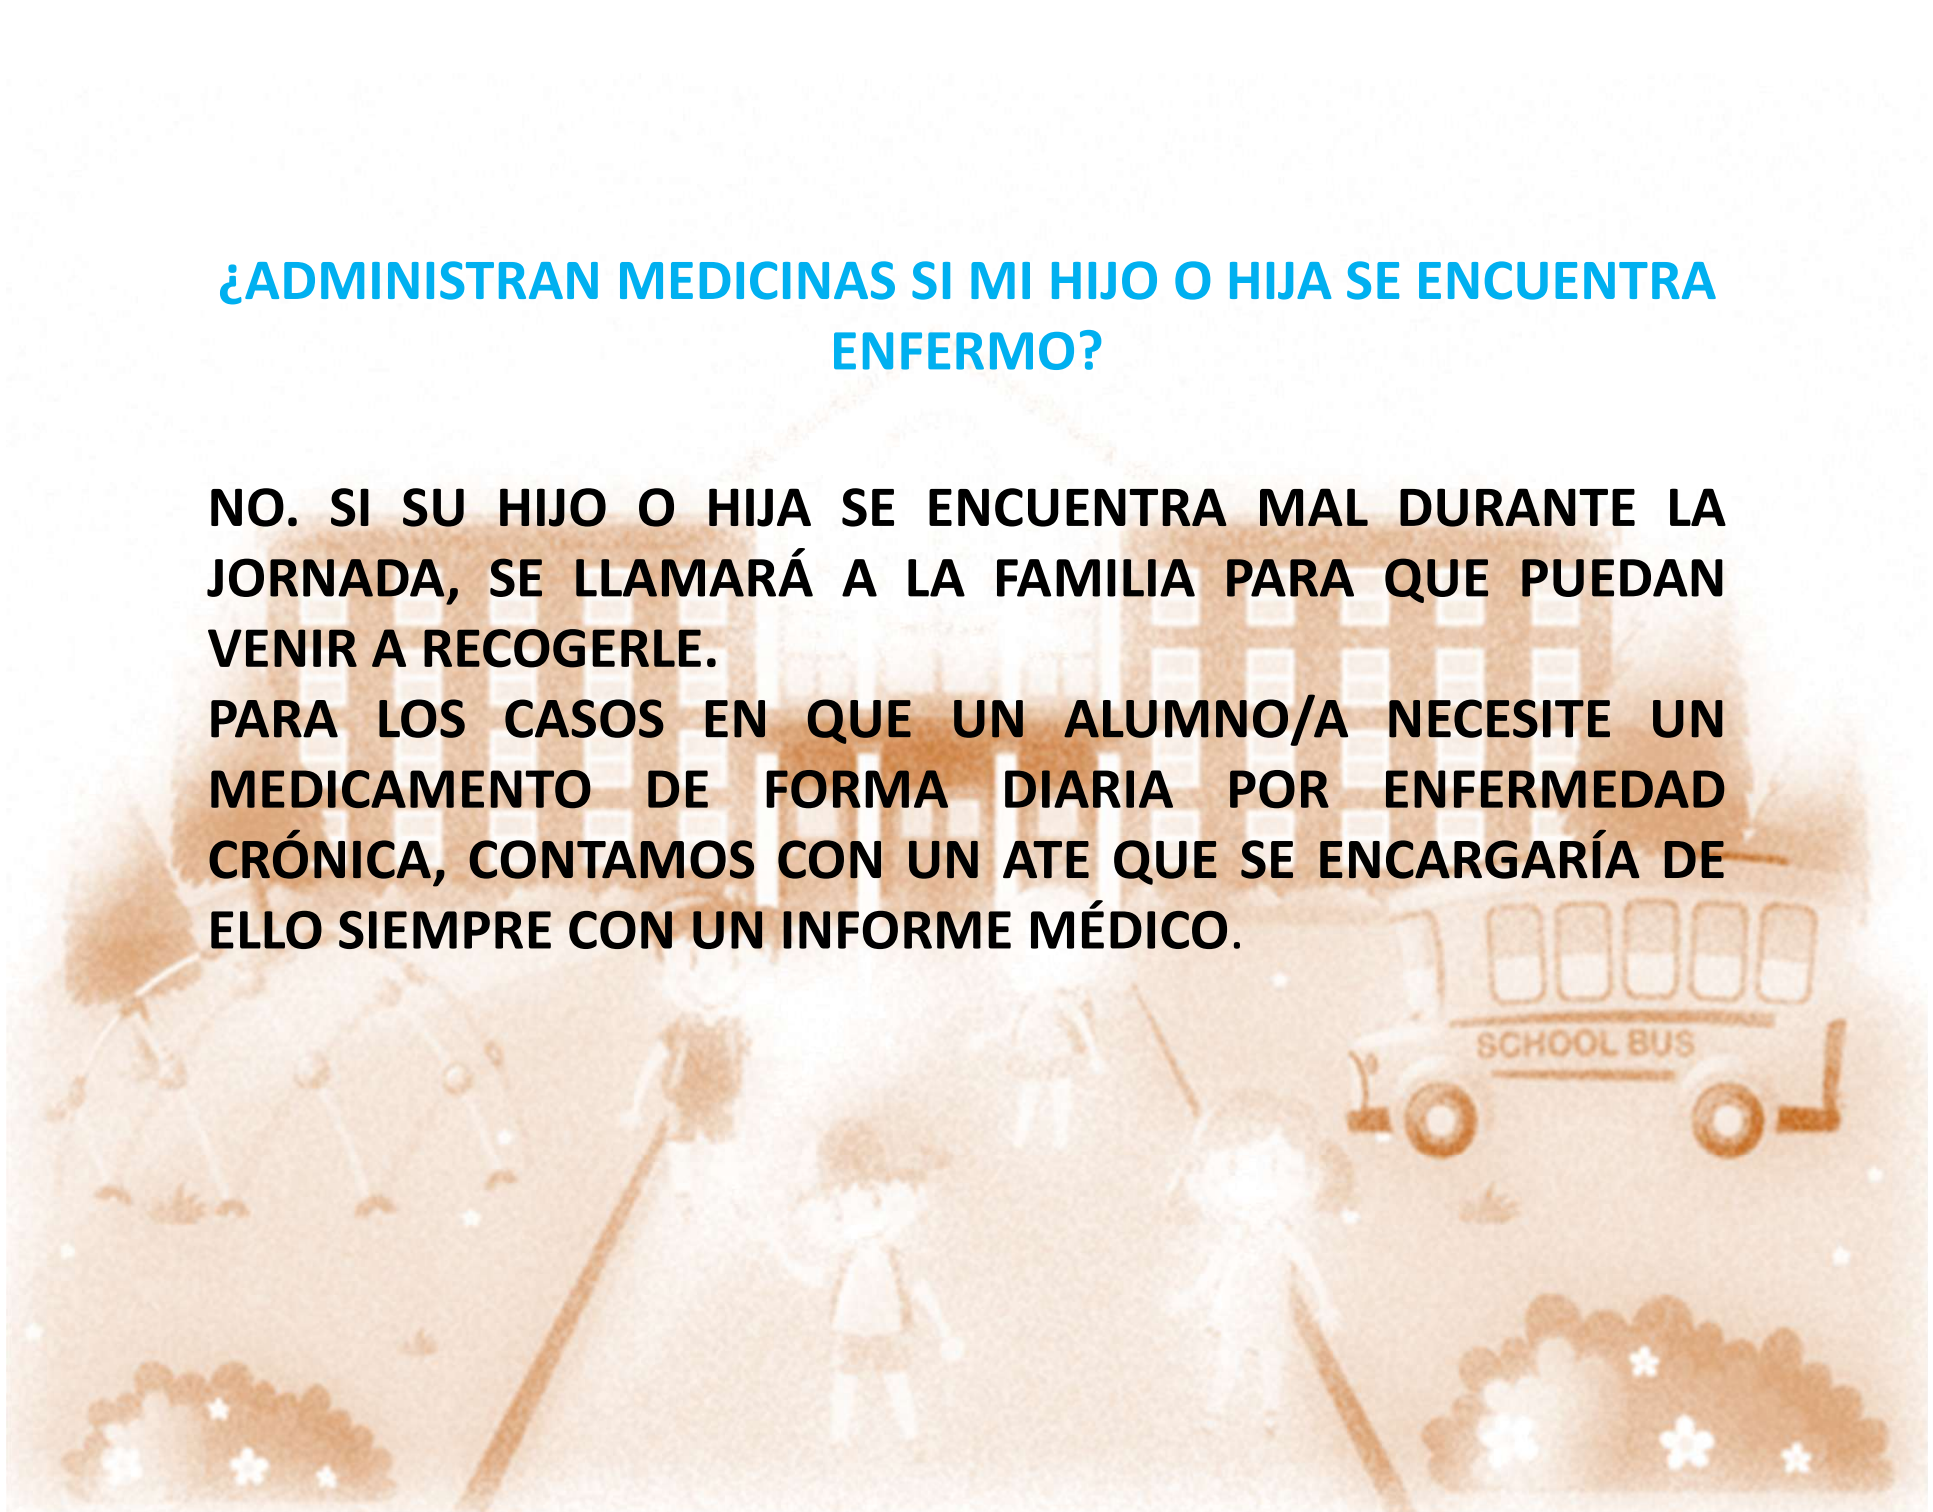 ¿ADMINISTRAN MEDICINAS SI MI HIJO O HIJA SE ENCUENTRA
ENFERMO?
NO. SI SU HIJO O HIJA SE ENCUENTRA MAL DURANTE LA
JORNADA, SE LLAMARÁ A LA FAMILIA PARA QUE PUEDAN
VENIR A RECOGERLE.
PARA LOS CASOS EN QUE UN ALUMNO/A NECESITE UN
MEDICAMENTO DE FORMA DIARIA POR ENFERMEDAD
CRÓNICA, CONTAMOS CON UN ATE QUE SE ENCARGARÍA DE
ELLO SIEMPRE CON UN INFORME MÉDICO.
SCHOOL BUS